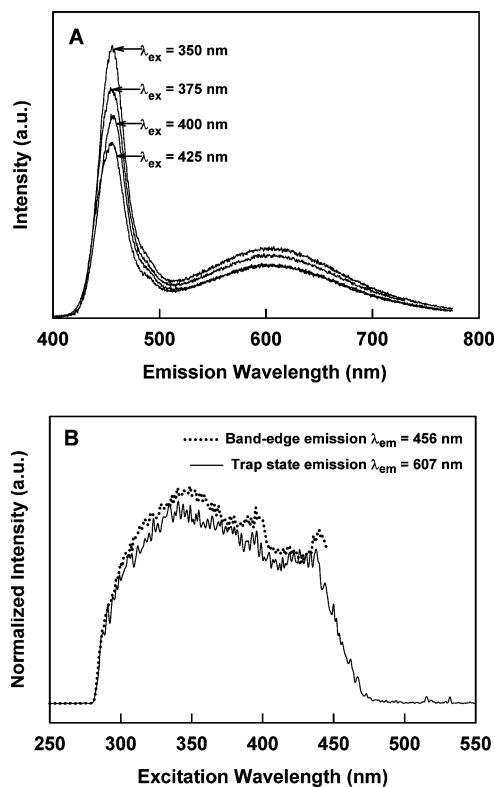 A
λex = 350 nm
λex = 375 nm
λex = 400 nm
λex = 425 nm
Intensity (a.u.)
400 500 600 700 800
Emission Wavelength (nm)
B
Band-edge emission λem = 456 nm
Trap state emission λem = 607 nm
Normalized Intensity (a.u.)
250 300 350 400 450 500 550
Excitation Wavelength (nm)